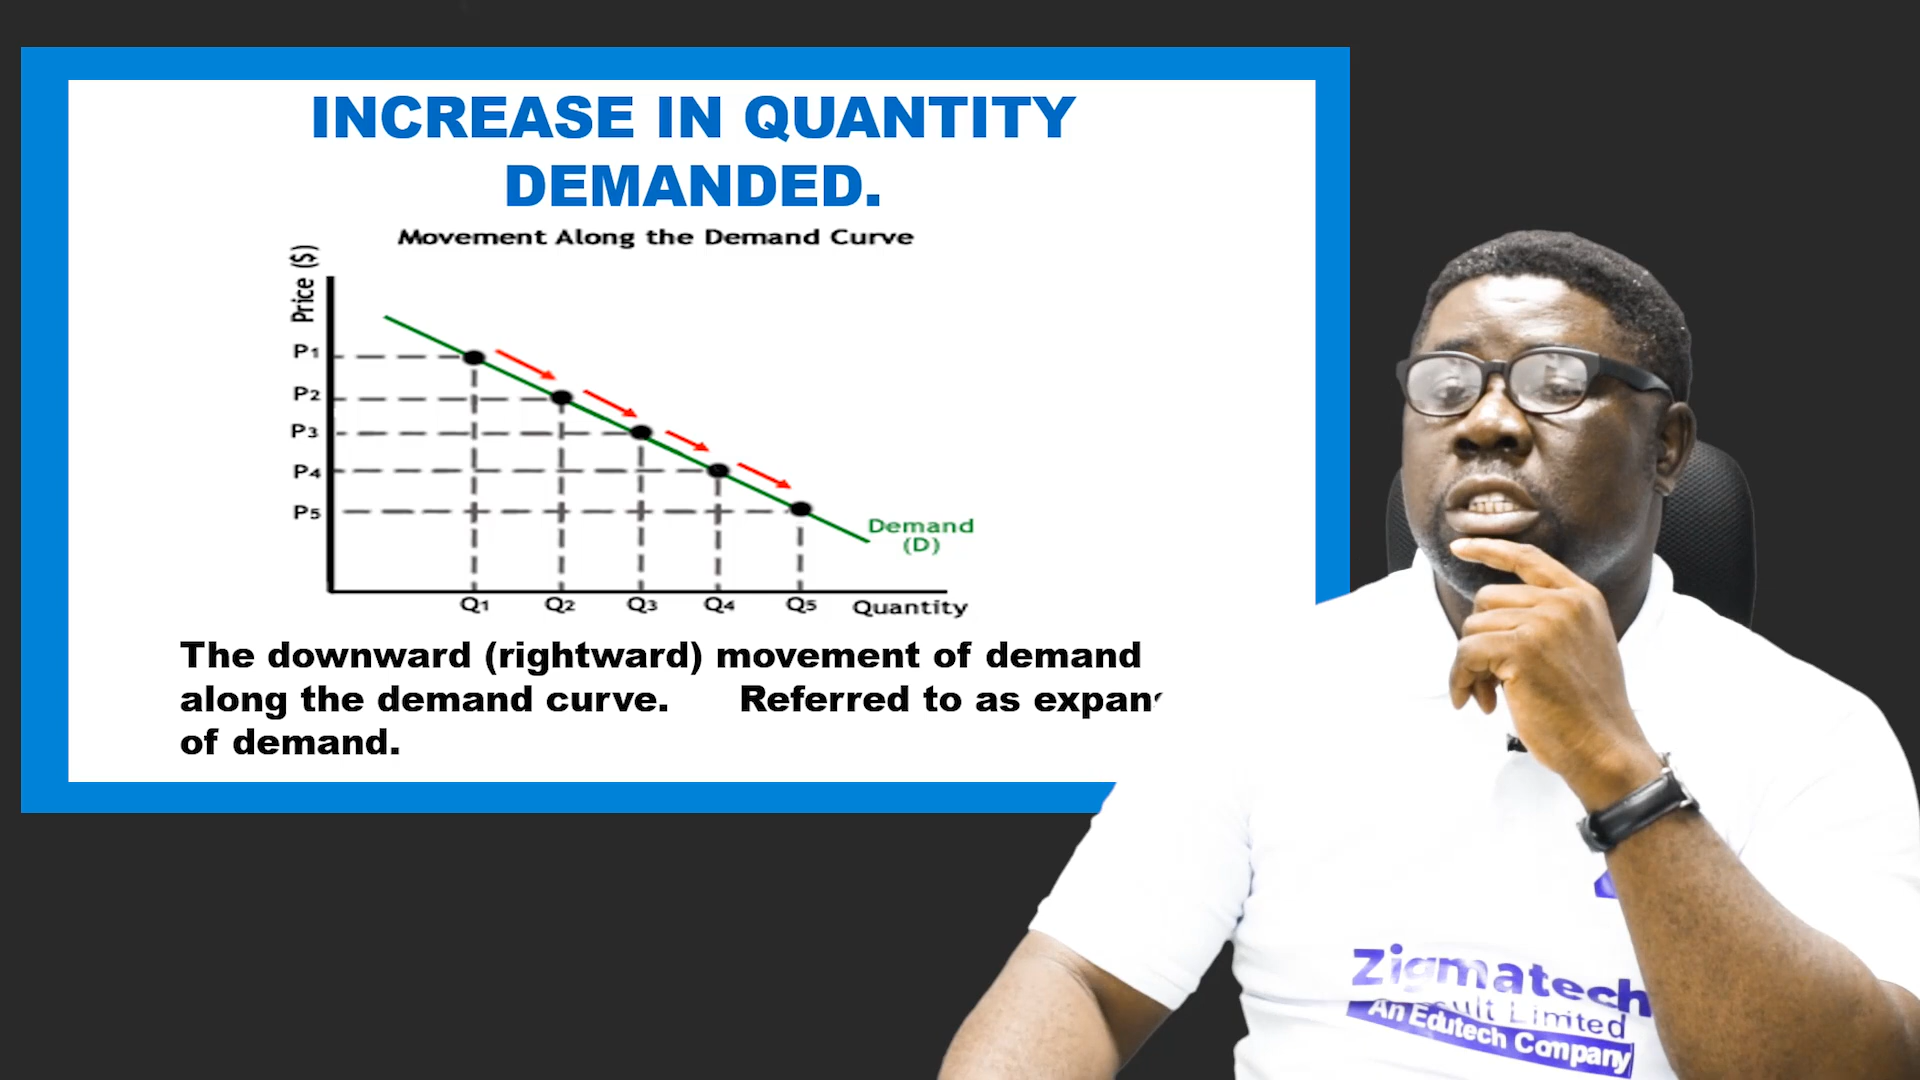 INCREASE IN QUANTITY
DEMANDED.
Movement Along the Demand Curve
Price ($)
P1
P2
P3
P4
P5
Demand
(D)
Q1 Q2 Q3 Q4 Q5 Quantity
The downward (rightward) movement of demand
along the demand curve. Referred to as
of demand.
Zigmatech
Limited
An Edutech Company